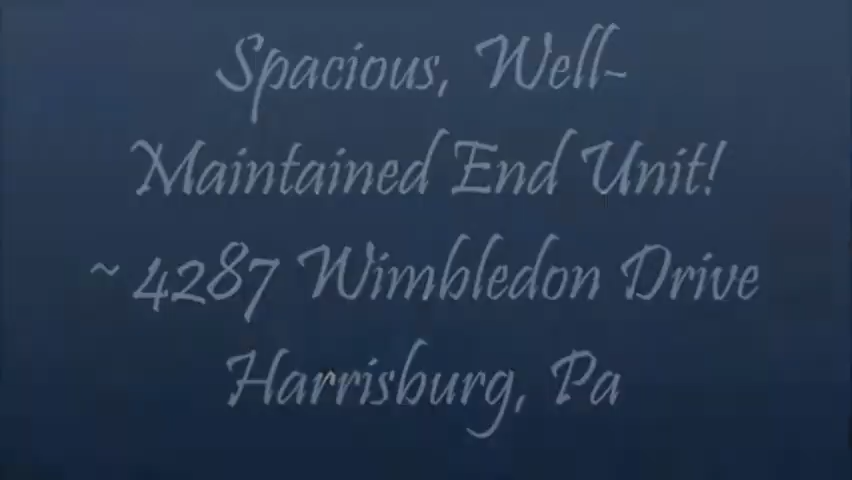 Spacious, Well-
Maintained End Unit!
~ 4287 Wimbledon Drive
Harrisburg, Pa